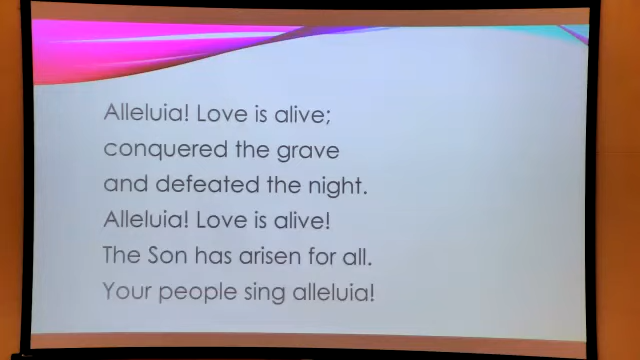 Alleluia! Love is alive;
conquered the grave
and defeated the night.
Alleluia! Love is alive!
The Son has arisen for all.
Your people sing alleluia!